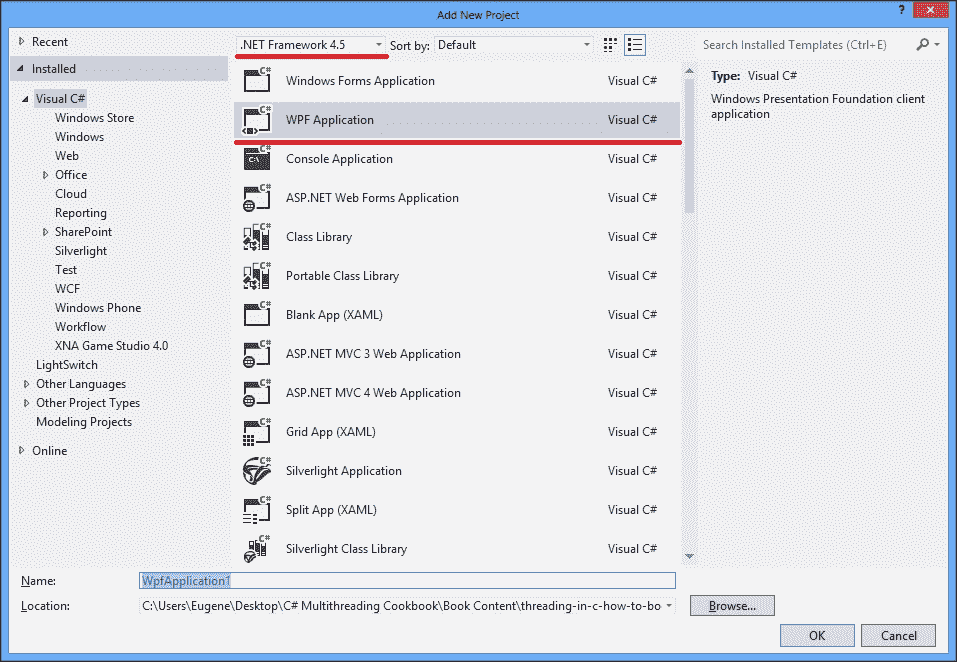 Add New Project
?
Recent
.NET Framework 4.5
Sort by:
Default
Search Installed Templates (Ctrl+E)
Installed
Visual C#
Windows Store
Windows
Web
Office
Cloud
Reporting
SharePoint
Silverlight
Test
WCF
Windows Phone
Workflow
XNA Game Studio 4.0
LightSwitch
Other Languages
Other Project Types
Modeling Projects
Online
C# Windows Forms Application Visual C#
C# WPF Application Visual C#
C# C:\ Console Application Visual C#
C# ASP.NET Web Forms Application Visual C#
C# Class Library Visual C#
C# Portable Class Library Visual C#
C# Blank App (XAML) Visual C#
C# ASP.NET MVC 3 Web Application Visual C#
C# ASP.NET MVC 4 Web Application Visual C#
C# Grid App (XAML) Visual C#
C# Silverlight Application Visual C#
C# Split App (XAML) Visual C#
C# Silverlight Class Library Visual C#
Type: Visual C#
Windows Presentation Foundation client
application
Name: WpfApplication1
Location: C:\Users\Eugene\Desktop\C# Multithreading Cookbook\Book Content\threading-in-c-how-to-bo
Browse...
OK
Cancel